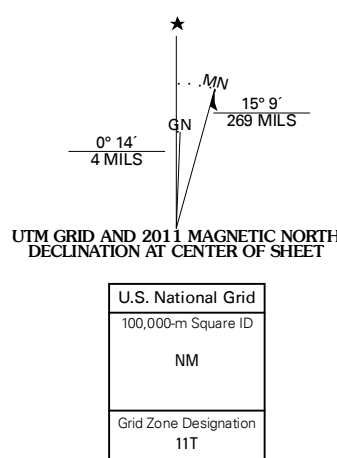 MN
GN
15° 9´
269 MILS
0° 14´
4 MILS
UTM GRID AND 2011 MAGNETIC NORTH
DECLINATION AT CENTER OF SHEET
U.S. National Grid
100,000-m Square ID
NM
Grid Zone Designation
11T